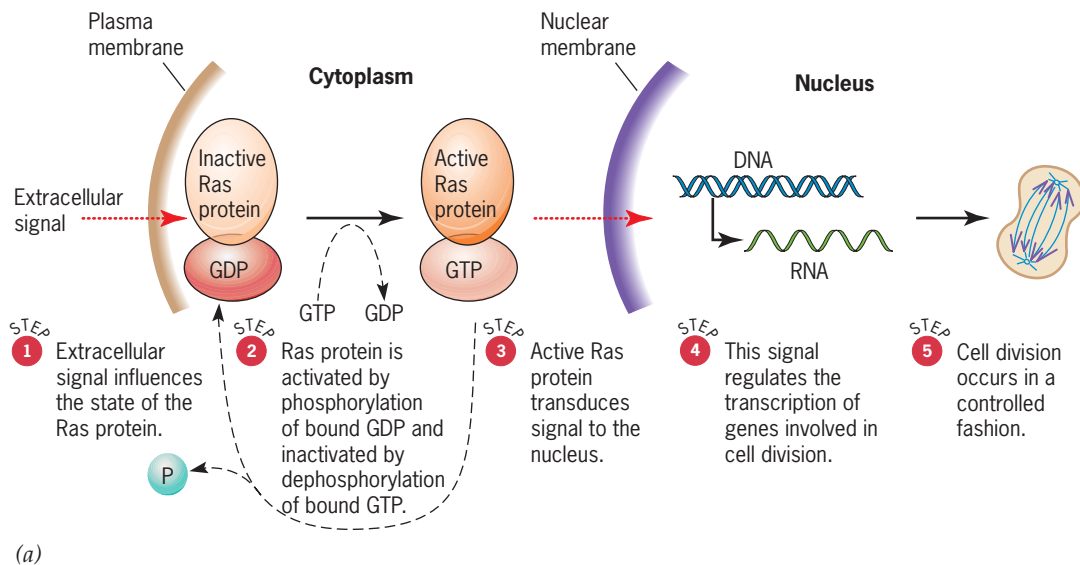 Plasma
membrane
Nuclear
membrane
Cytoplasm
Nucleus
Inactive
Ras
protein
Active
Ras
protein
DNA
Extracellular
signal
GDP
GTP
RNA
GTP
GDP
STEP
1
Extracellular
signal influences
the state of the
Ras protein.
STEP
2
Ras protein is
activated by
phosphorylation
of bound GDP and
inactivated by
dephosphorylation
of bound GTP.
STEP
3
Active Ras
protein
transduces
signal to the
nucleus.
STEP
4
This signal
regulates the
transcription of
genes involved in
cell division.
STEP
5
Cell division
occurs in a
controlled
fashion.
P
(a)